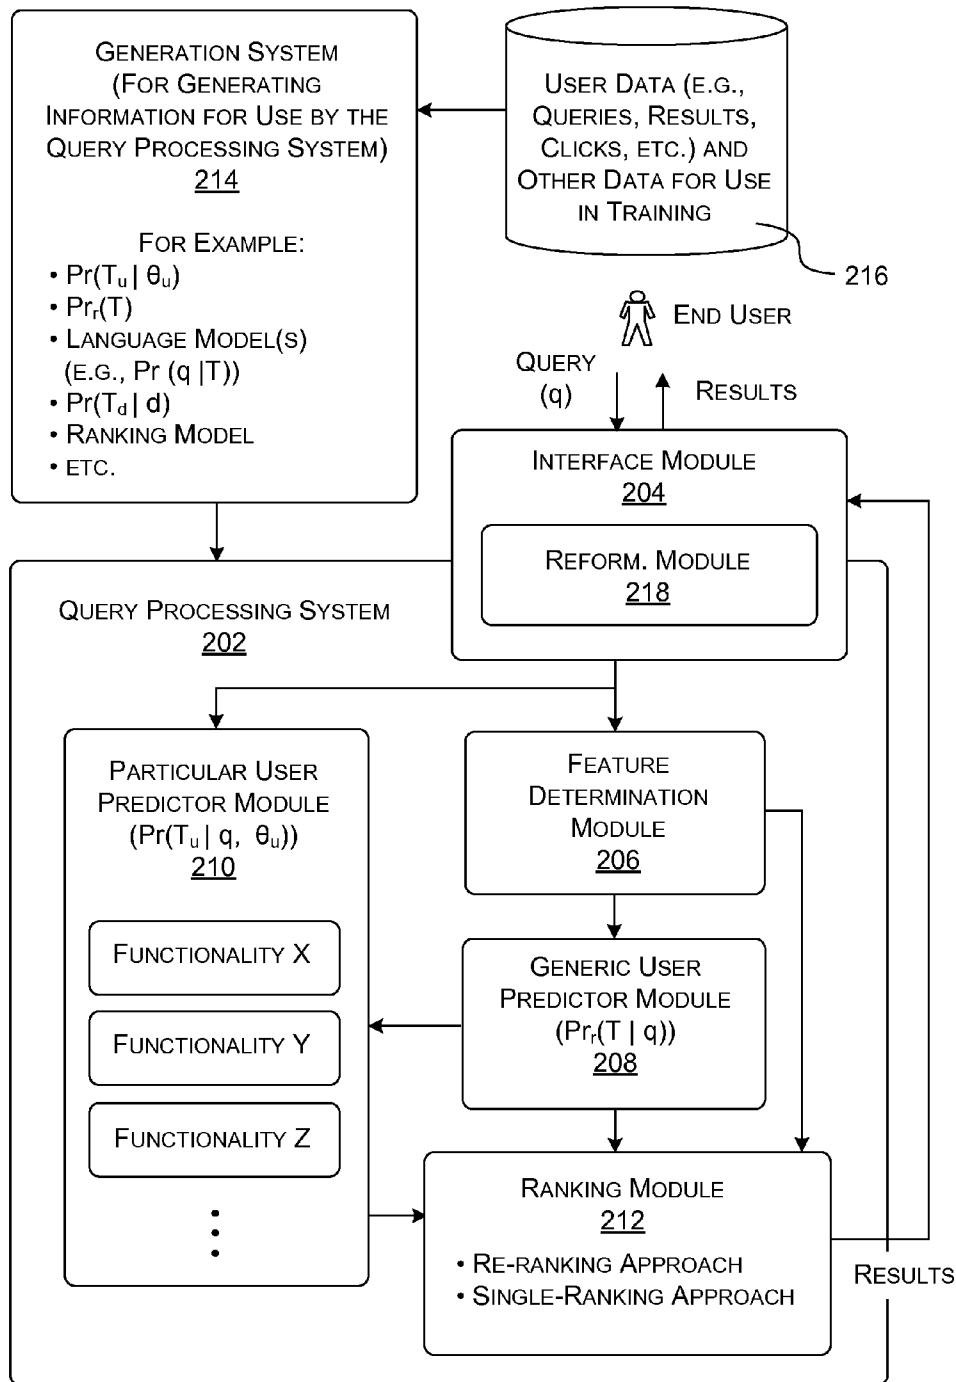 GENERATION SYSTEM
(FOR GENERATING
INFORMATION FOR USE BY THE
QUERY PROCESSING SYSTEM)
214
FOR EXAMPLE:
• Pr(Tu | θu)
• Prr(T)
• LANGUAGE MODEL(S)
(E.G., Pr (q |T))
• Pr(Td | d)
• RANKING MODEL
• ETC.
USER DATA (E.G.,
QUERIES, RESULTS,
CLICKS, ETC.) AND
OTHER DATA FOR USE
IN TRAINING
216
END USER
QUERY
(q)
RESULTS
INTERFACE MODULE
204
REFORM. MODULE
218
QUERY PROCESSING SYSTEM
202
PARTICULAR USER
PREDICTOR MODULE
(Pr(Tu | q, θu))
210
FUNCTIONALITY X
FUNCTIONALITY Y
FUNCTIONALITY Z
FEATURE
DETERMINATION
MODULE
206
GENERIC USER
PREDICTOR MODULE
(Prr(T | q))
208
RANKING MODULE
212
• RE-RANKING APPROACH
• SINGLE-RANKING APPROACH
RESULTS